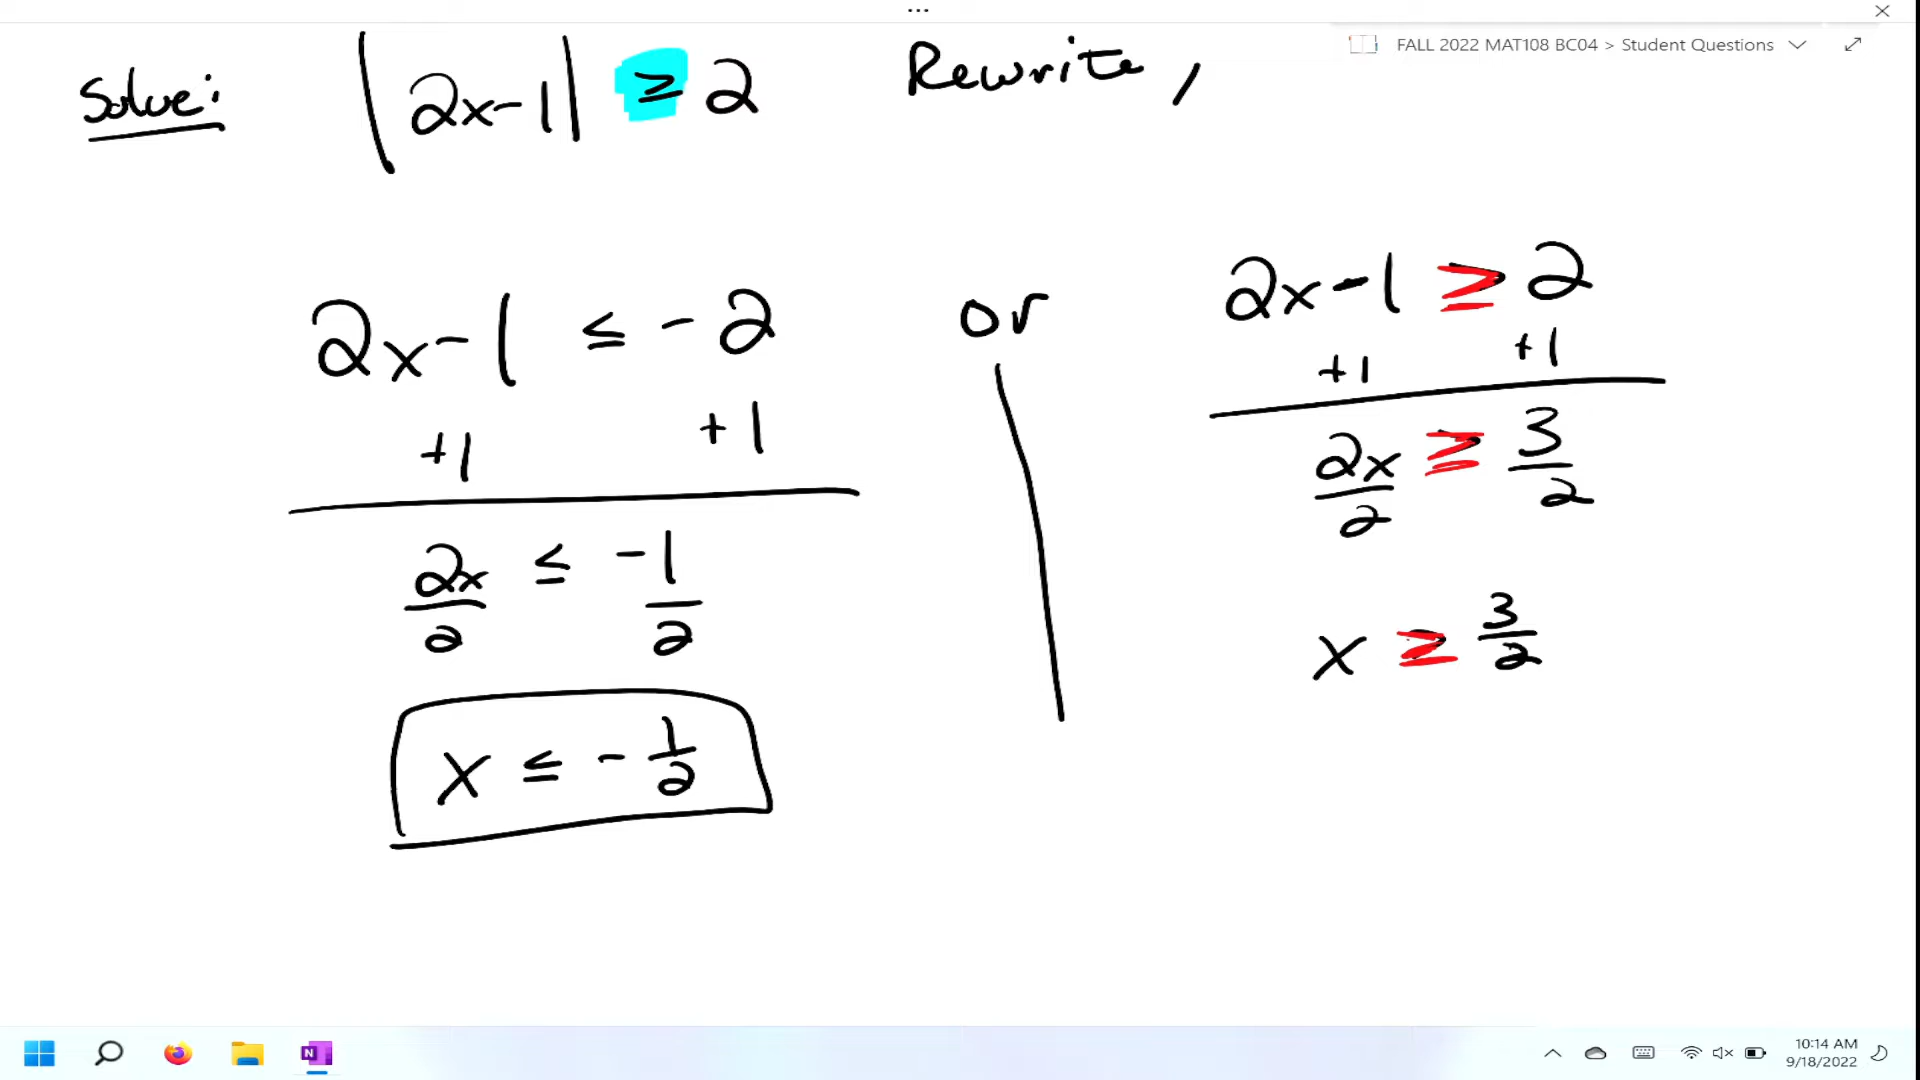 ...
FALL 2022 MAT108 BC04 > Student Questions
Solve: |2x-1| ≥ 2 Rewrite,
2x-1 ≤ -2 or 2x-1 ≥ 2
+1 +1 +1 +1
2x/2 ≤ -1/2 2x/2 ≥ 3/2
x ≤ -1/2 x ≥ 3/2
N
10:14 AM
9/18/2022